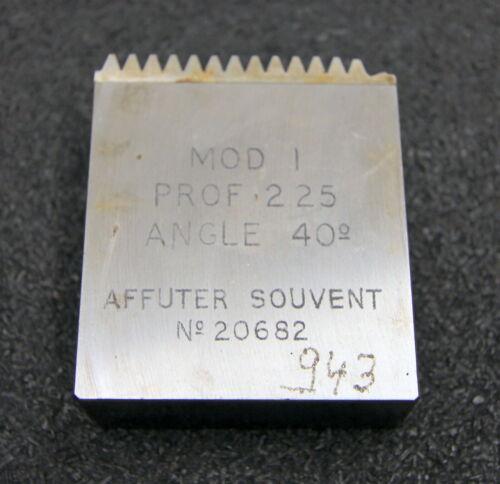 MOD 1
PROF. 2.25
ANGLE 40º
AFFUTER SOUVENT
Nº 20682
943